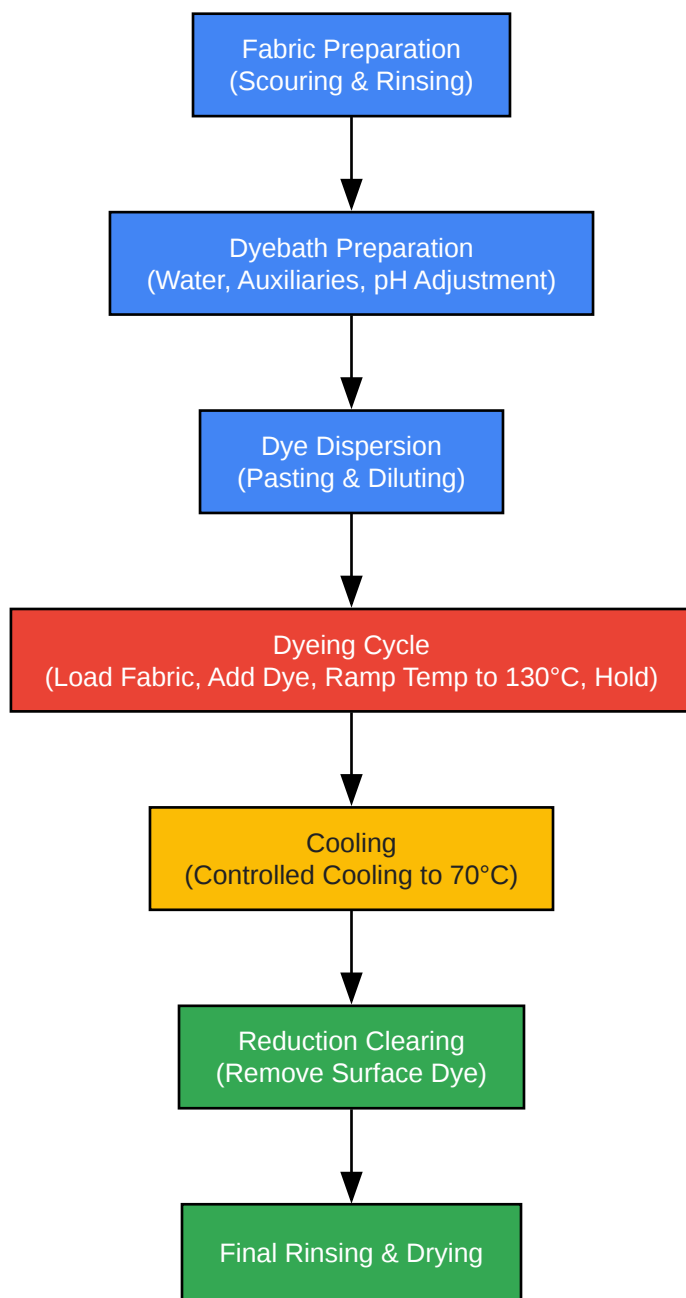 Fabric Preparation
(Scouring & Rinsing)
Dyebath Preparation
(Water, Auxiliaries, pH Adjustment)
Dye Dispersion
(Pasting & Diluting)
Dyeing Cycle
(Load Fabric, Add Dye, Ramp Temp to 130°C, Hold)
Cooling
(Controlled Cooling to 70°C)
Reduction Clearing
(Remove Surface Dye)
Final Rinsing & Drying